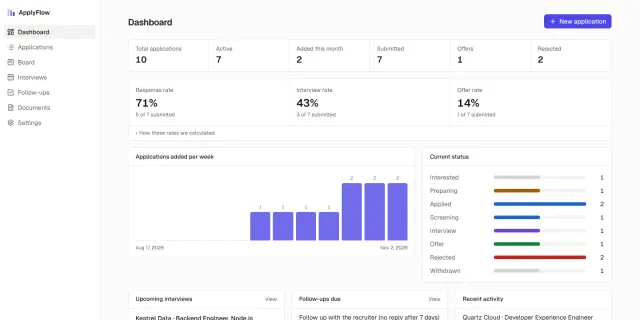 ApplyFlow
Dashboard
Applications
Board
Interviews
Follow-ups
Documents
Settings
Dashboard
+ New application
Total applications
10
Active
7
Added this month
2
Submitted
7
Offers
1
Rejected
2
Response rate
71%
5 of 7 submitted
Interview rate
43%
3 of 7 submitted
Offer rate
14%
1 of 7 submitted
› How these rates are calculated
Applications added per week
1 1 1 1 2 2 2
Aug 17, 2026 Nov 2, 2026
Current status
Interested 1
Preparing 1
Applied 2
Screening 1
Interview 1
Offer 1
Rejected 2
Withdrawn 1
Upcoming interviews View
Kestrel Data · Backend Engineer, Node.js
Follow-ups due View
Follow up with the recruiter (no reply after 7 days)
Recent activity
Quartz Cloud · Developer Experience Engineer